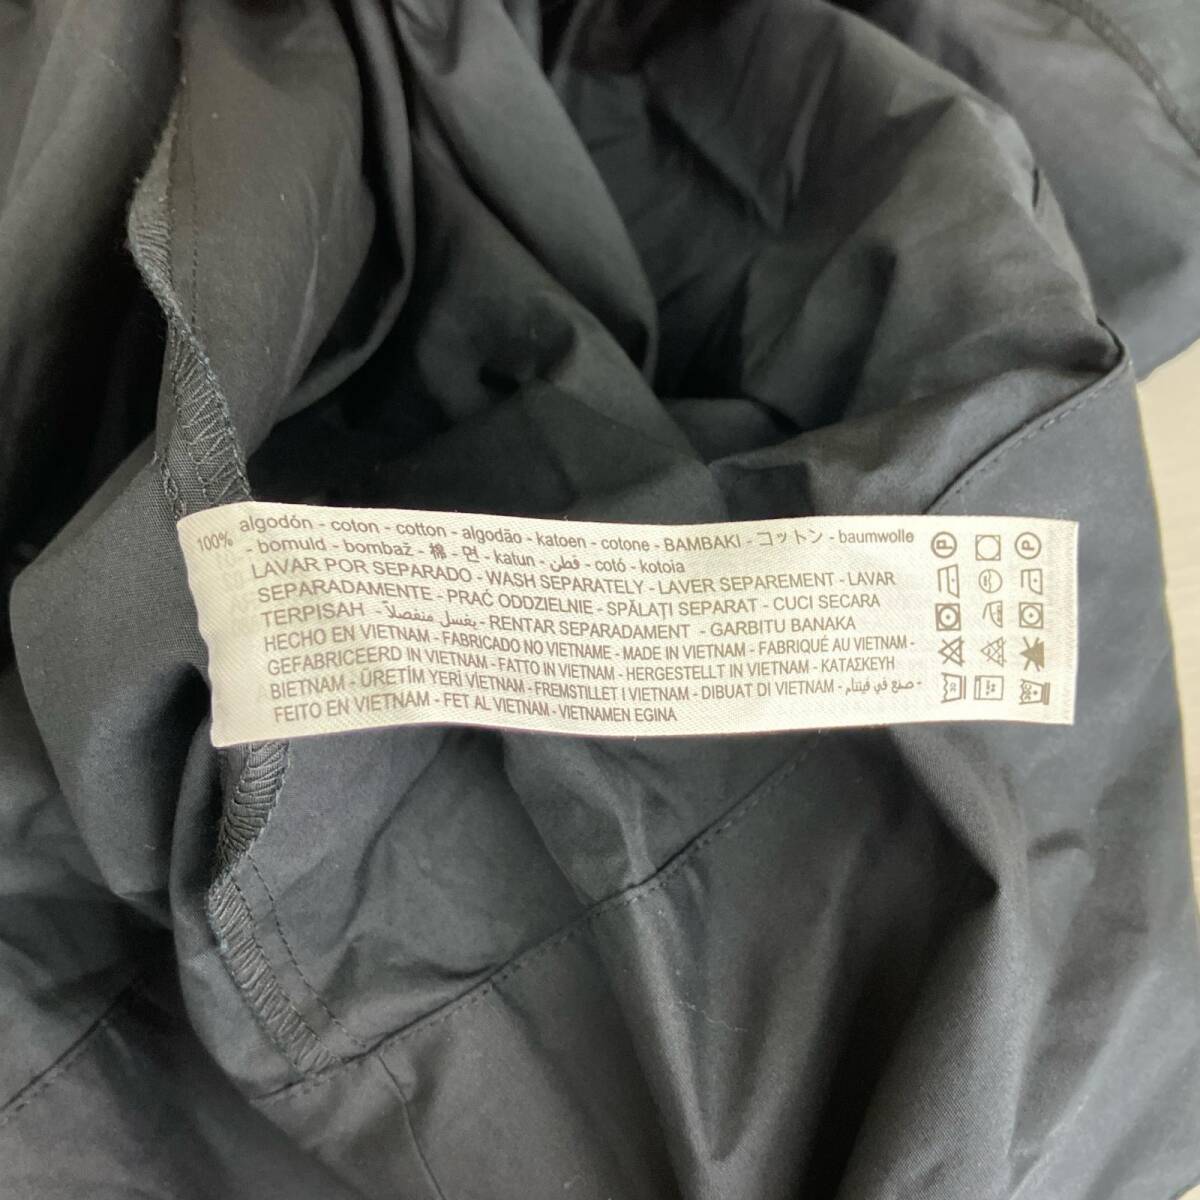 100% algodón - coton - cotton - algodão - katoen - cotone - BAMBAKI - コットン - baumwolle
- bomuld - bombaž - 棉 - 면 - katun - قطن - cotó - kotoia
LAVAR POR SEPARADO - WASH SEPARATELY - LAVER SEPAREMENT - LAVAR
SEPARADAMENTE - PRAĆ ODDZIELNIE - SPĂLAȚI SEPARAT - CUCI SECARA
TERPISAH - يغسل منفصلاً - RENTAR SEPARADAMENT - GARBITU BANAKA
HECHO EN VIETNAM - FABRICADO NO VIETNAME - MADE IN VIETNAM - FABRIQUÉ AU VIETNAM -
GEFABRICEERD IN VIETNAM - FATTO IN VIETNAM - HERGESTELLT IN VIETNAM - ΚΑΤΑΣΚΕΥΗ
ΒΙΕΤΝΑΜ - ÜRETİM YERİ VIETNAM - FREMSTILLET I VIETNAM - DIBUAT DI VIETNAM - صنع في فيتنام -
FEITO EN VIETNAM - FET AL VIETNAM - VIETNAMEN EGINA
P P